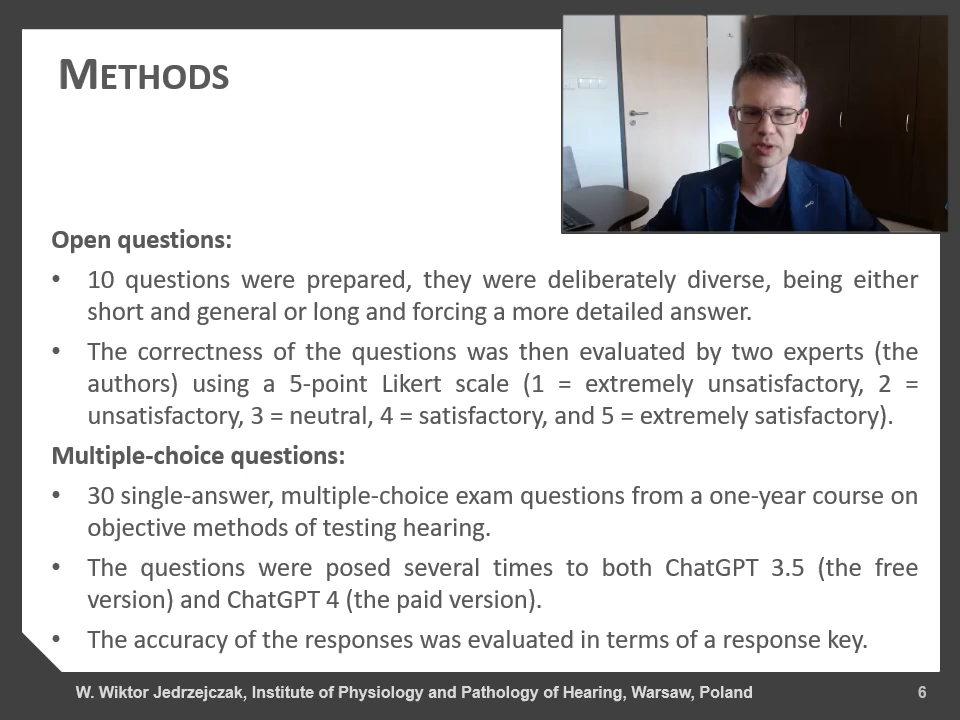 METHODS
Open questions:
• 10 questions were prepared, they were deliberately diverse, being either
short and general or long and forcing a more detailed answer.
• The correctness of the questions was then evaluated by two experts (the
authors) using a 5-point Likert scale (1 = extremely unsatisfactory, 2 =
unsatisfactory, 3 = neutral, 4 = satisfactory, and 5 = extremely satisfactory).
Multiple-choice questions:
• 30 single-answer, multiple-choice exam questions from a one-year course on
objective methods of testing hearing.
• The questions were posed several times to both ChatGPT 3.5 (the free
version) and ChatGPT 4 (the paid version).
• The accuracy of the responses was evaluated in terms of a response key.
W. Wiktor Jedrzejczak, Institute of Physiology and Pathology of Hearing, Warsaw, Poland
6